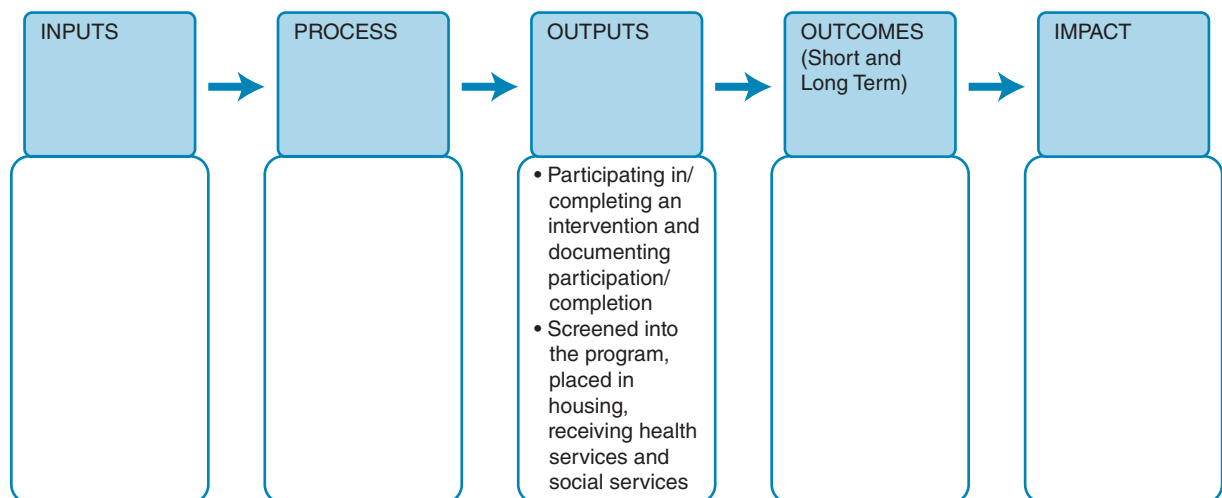 INPUTS
PROCESS
OUTPUTS
OUTCOMES
(Short and
Long Term)
IMPACT
• Participating in/
completing an
intervention and
documenting
participation/
completion
• Screened into
the program,
placed in
housing,
receiving health
services and
social services